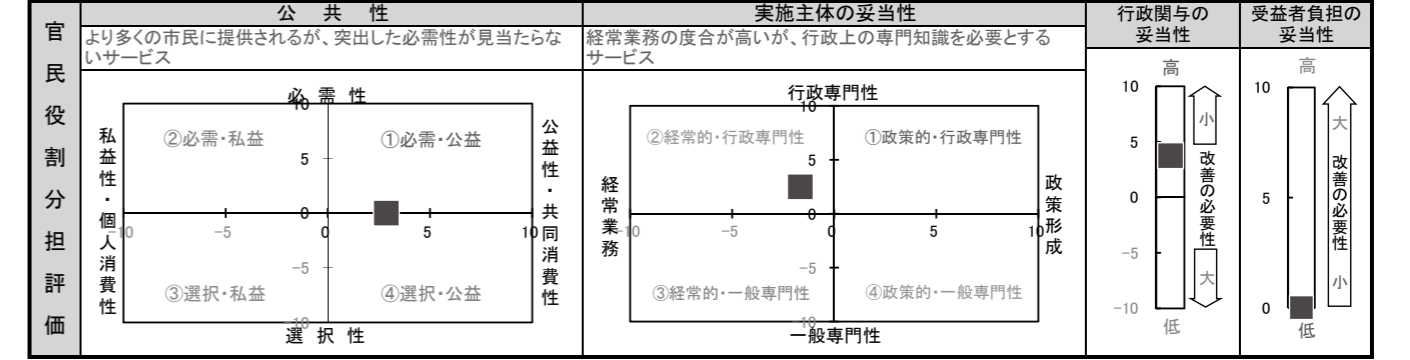 官民役割分担評価
公共性
より多くの市民に提供されるが、突出した必需性が見当たらな
いサービス
必需性
10
私益性・個人消費性
②必需・私益
①必需・公益
公益性・共同消費性
5
-10
-5
0
0
5
10
-5
③選択・私益
④選択・公益
-10
選択性
実施主体の妥当性
経常業務の度合が高いが、行政上の専門知識を必要とする
サービス
行政専門性
10
経常業務
②経常的・行政専門性
①政策的・行政専門性
政策形成
5
-10
-5
0
0
5
10
-5
③経常的・一般専門性
④政策的・一般専門性
-10
一般専門性
行政関与の
妥当性
高
10
5
0
-5
-10
低
小
改善の必要性
大
受益者負担の
妥当性
高
10
5
0
低
大
改善の必要性
小